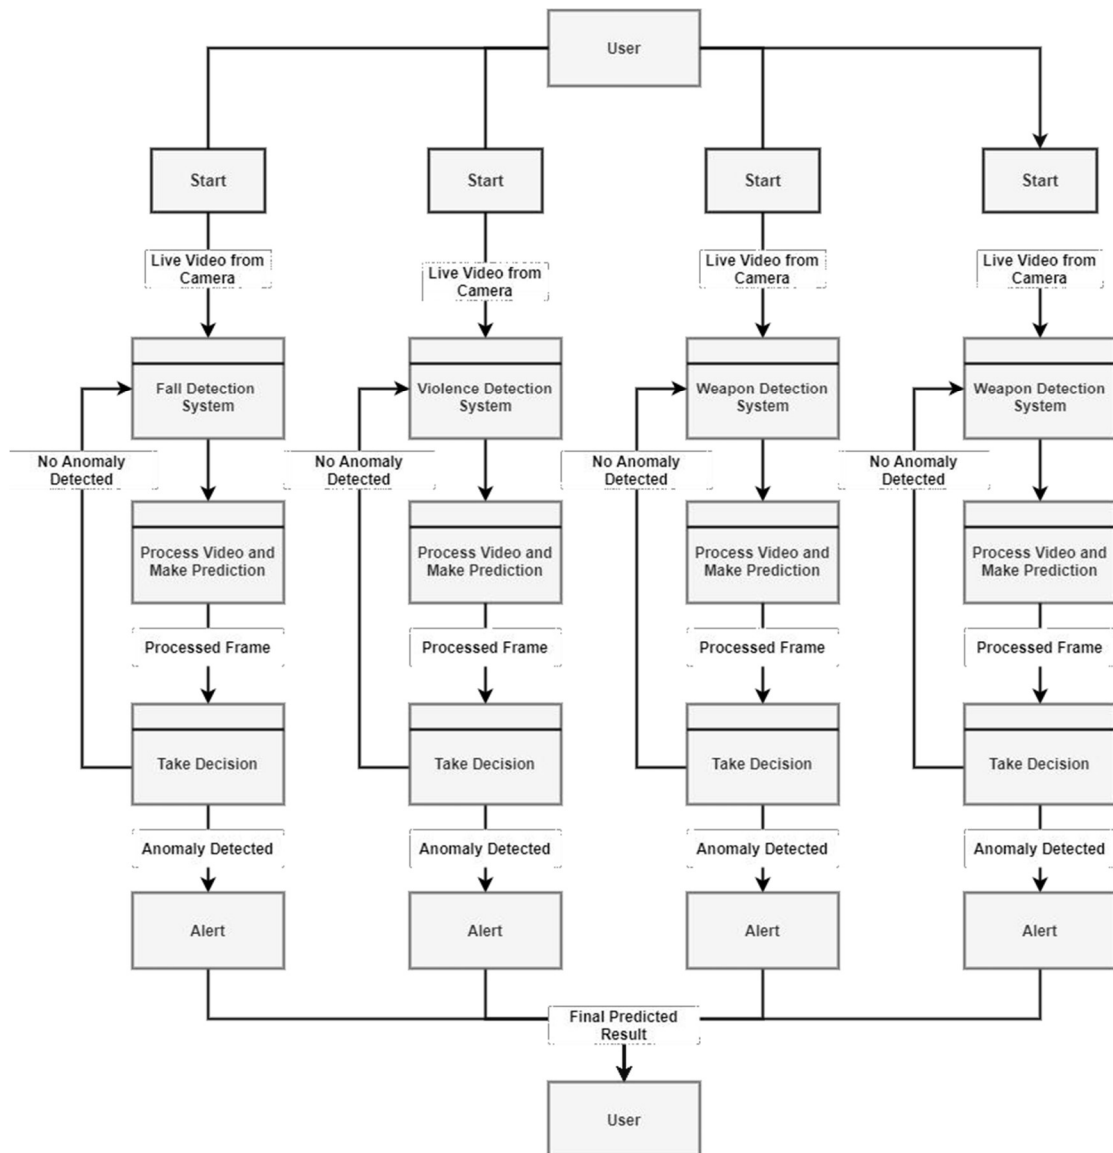 User
Start
Start
Start
Start
Live Video from
Camera
Live Video from
Camera
Live Video from
Camera
Live Video from
Camera
Fall Detection
System
Violence Detection
System
Weapon Detection
System
Weapon Detection
System
No Anomaly
Detected
No Anomaly
Detected
No Anomaly
Detected
No Anomaly
Detected
Process Video and
Make Prediction
Process Video and
Make Prediction
Process Video and
Make Prediction
Process Video and
Make Prediction
Processed Frame
Processed Frame
Processed Frame
Processed Frame
Take Decision
Take Decision
Take Decision
Take Decision
Anomaly Detected
Anomaly Detected
Anomaly Detected
Anomaly Detected
Alert
Alert
Alert
Alert
Final Predicted
Result
User